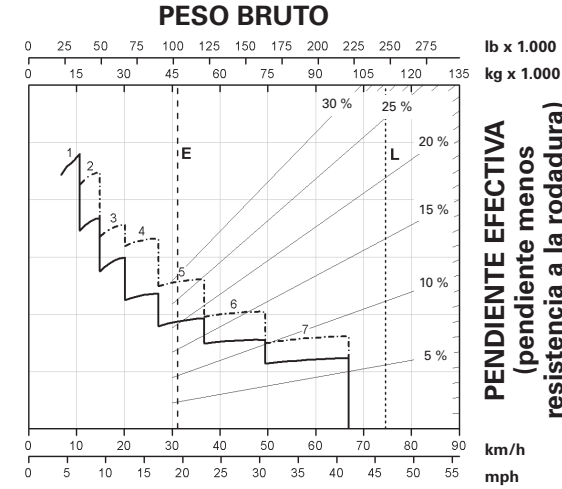 PESO BRUTO
0 25 50 75 100 125 150 175 200 225 250 275 lb x 1.000
0 15 30 45 60 75 90 105 120 135 kg x 1.000
30 % 25 %
1 E L 20 %
2
3 15 %
4
5 10 %
6
7 5 %
PENDIENTE EFECTIVA
(pendiente menos
resistencia a la rodadura)
0 10 20 30 40 50 60 70 80 90 km/h
0 5 10 15 20 25 30 35 40 45 50 55 mph